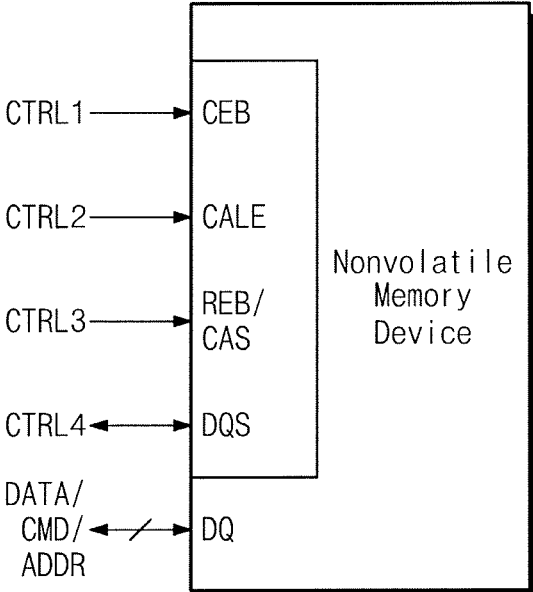 CTRL1
CEB
CTRL2
CALE
CTRL3
REB/
CAS
CTRL4
DQS
DATA/
CMD/
ADDR
DQ
Nonvolatile
Memory
Device